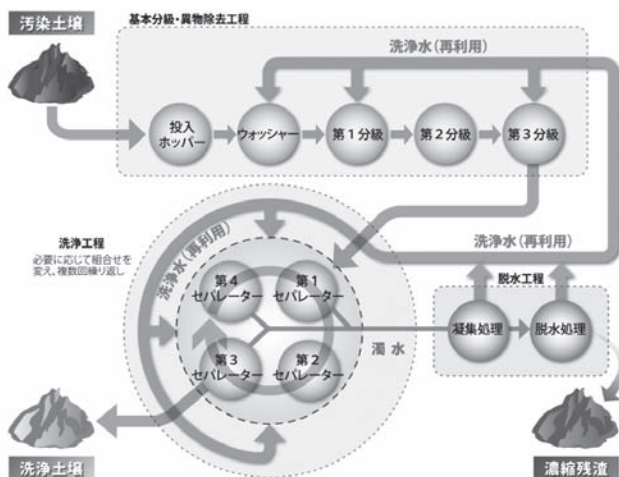 汚染土壌
基本分級・異物除去工程
洗浄水（再利用）
投入
ホッパー
ウォッシャー
第1分級
第2分級
第3分級
洗浄工程
必要に応じて組合せを
変え、複数回繰り返し
洗浄水（再利用）
洗浄水（再利用）
第4
セパレーター
第1
セパレーター
第3
セパレーター
第2
セパレーター
濁水
脱水工程
凝集処理
脱水処理
洗浄土壌
濃縮残渣